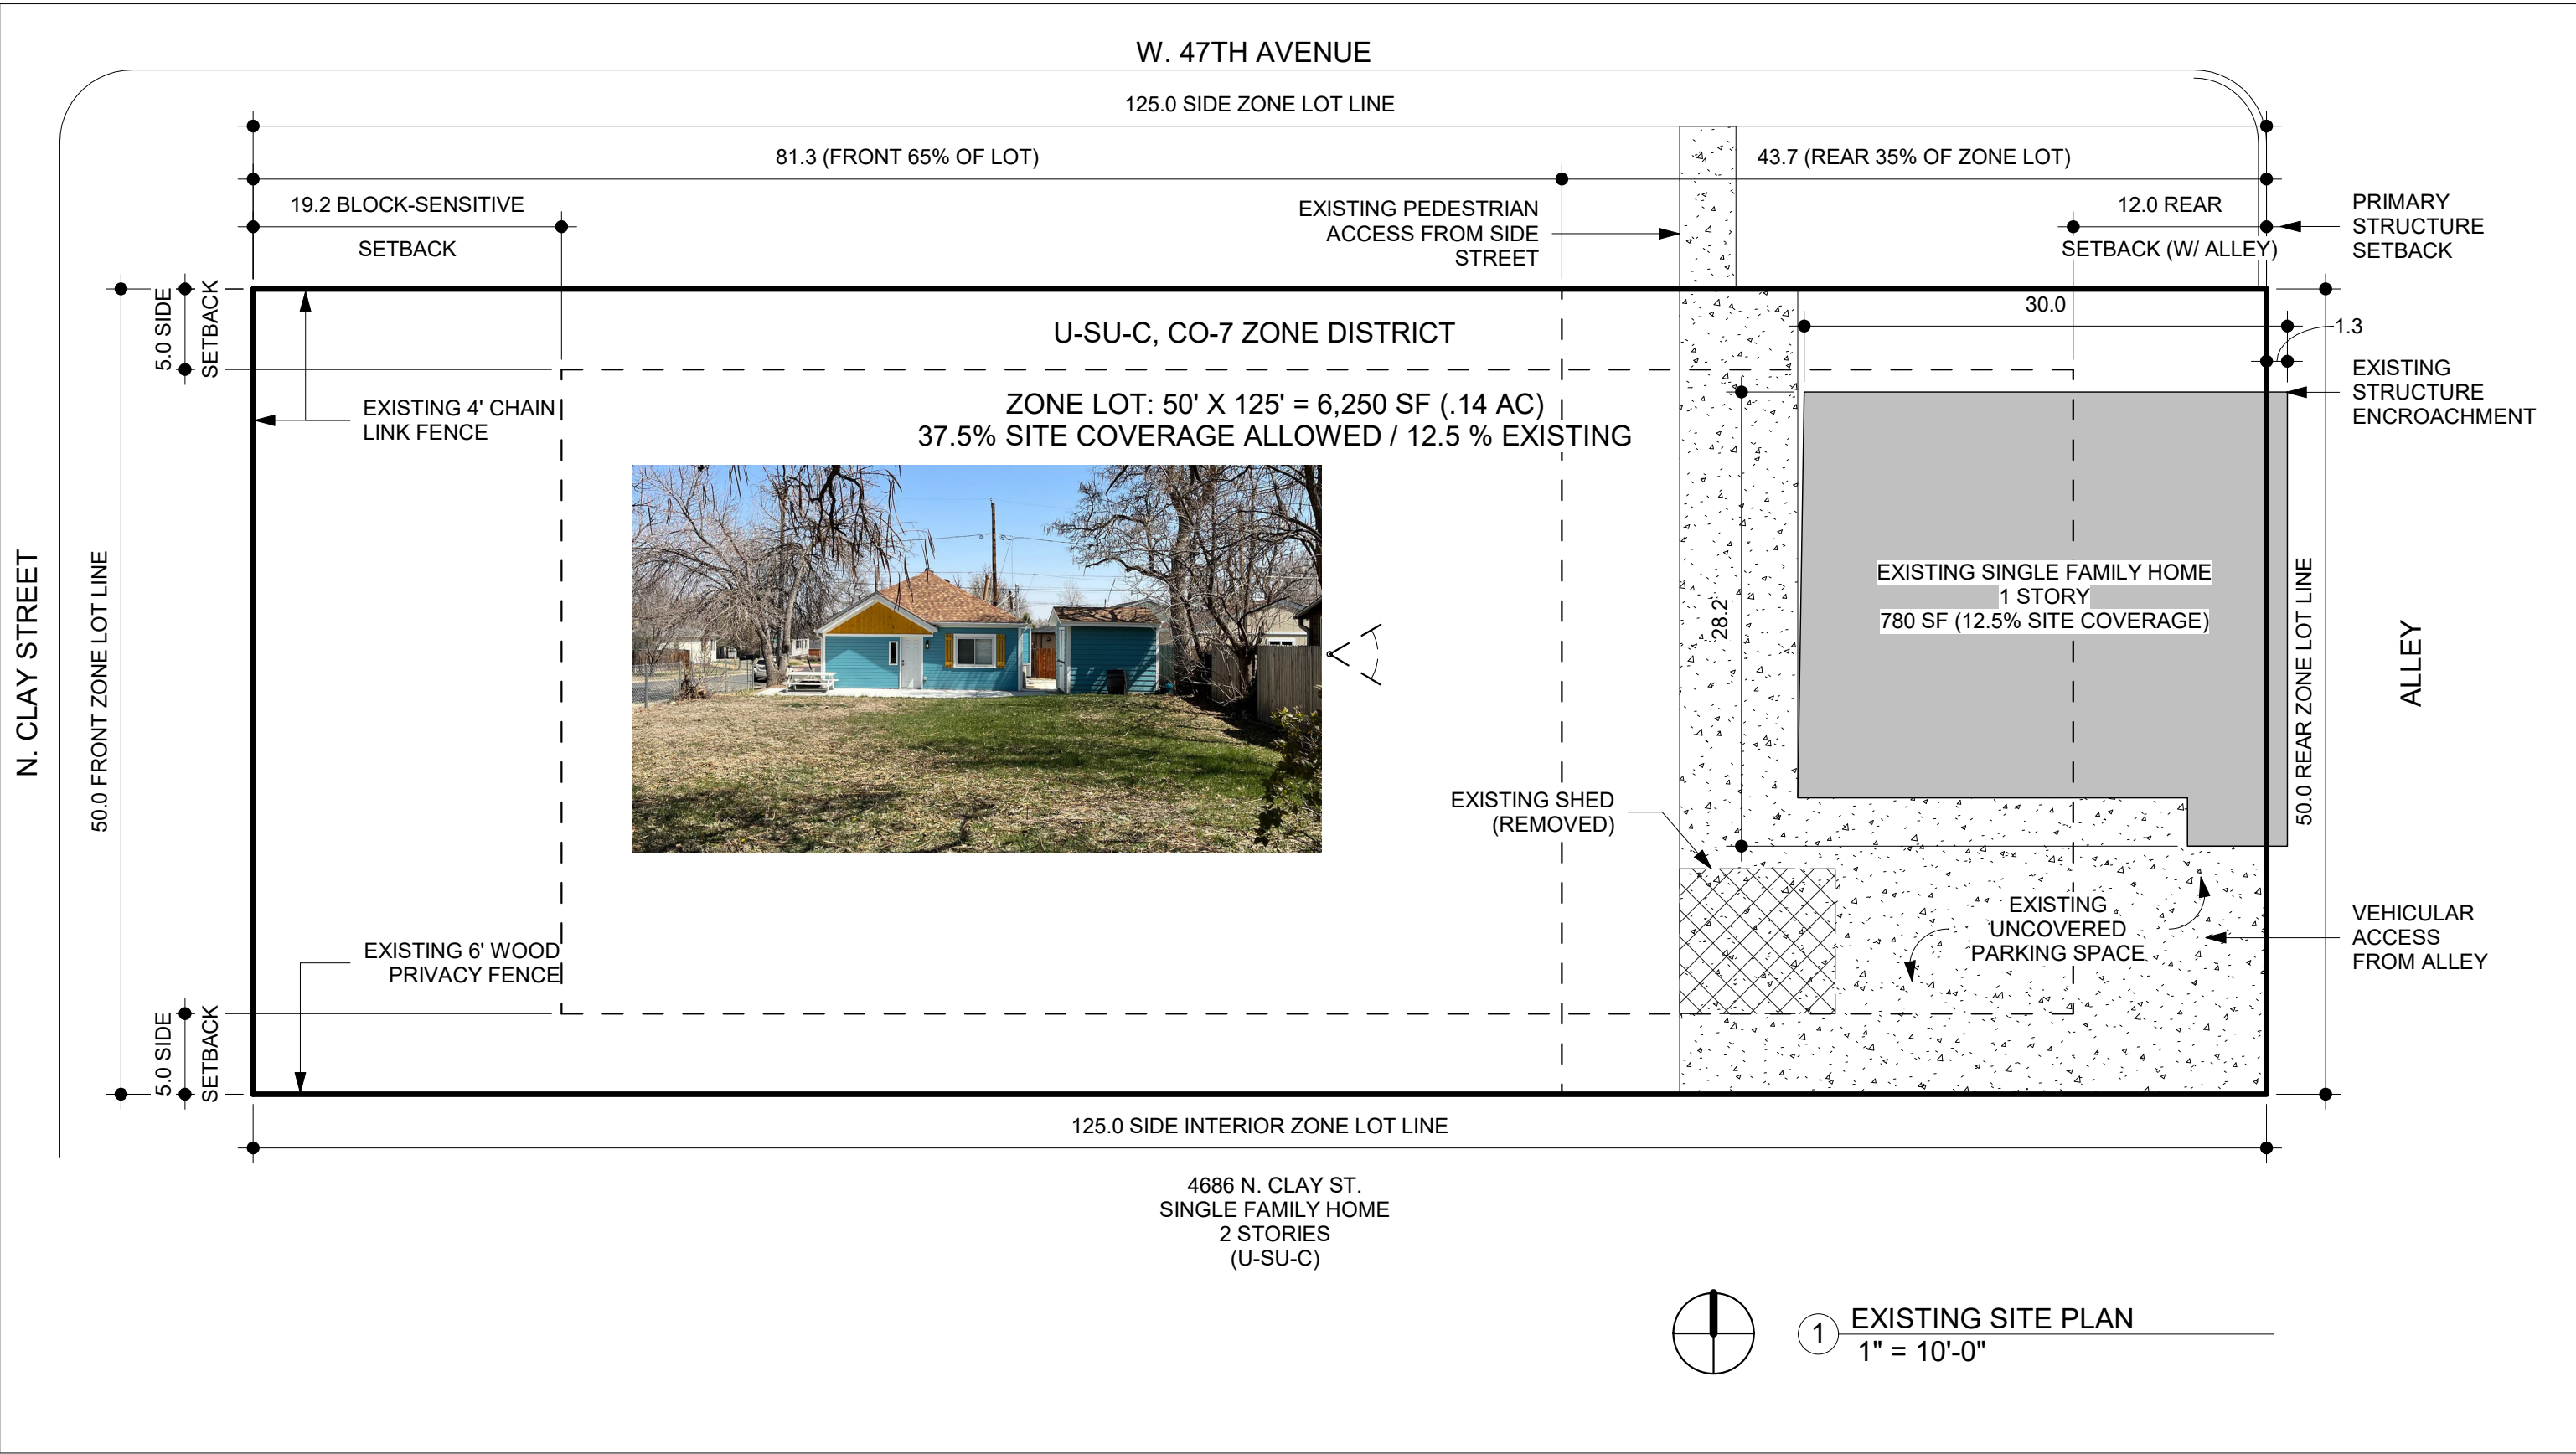 W. 47TH AVENUE
125.0 SIDE ZONE LOT LINE
81.3 (FRONT 65% OF LOT)
43.7 (REAR 35% OF ZONE LOT)
19.2 BLOCK-SENSITIVE
SETBACK
EXISTING PEDESTRIAN
ACCESS FROM SIDE
STREET
12.0 REAR
SETBACK (W/ ALLEY)
PRIMARY
STRUCTURE
SETBACK
5.0 SIDE
SETBACK
U-SU-C, CO-7 ZONE DISTRICT
30.0
1.3
EXISTING
STRUCTURE
ENCROACHMENT
EXISTING 4' CHAIN
LINK FENCE
ZONE LOT: 50' X 125' = 6,250 SF (.14 AC)
37.5% SITE COVERAGE ALLOWED / 12.5 % EXISTING
N. CLAY STREET
50.0 FRONT ZONE LOT LINE
28.2
EXISTING SINGLE FAMILY HOME
1 STORY
780 SF (12.5% SITE COVERAGE)
50.0 REAR ZONE LOT LINE
ALLEY
EXISTING SHED
(REMOVED)
EXISTING
UNCOVERED
PARKING SPACE
VEHICULAR
ACCESS
FROM ALLEY
EXISTING 6' WOOD
PRIVACY FENCE
5.0 SIDE
SETBACK
125.0 SIDE INTERIOR ZONE LOT LINE
4686 N. CLAY ST.
SINGLE FAMILY HOME
2 STORIES
(U-SU-C)
1
EXISTING SITE PLAN
1" = 10'-0"